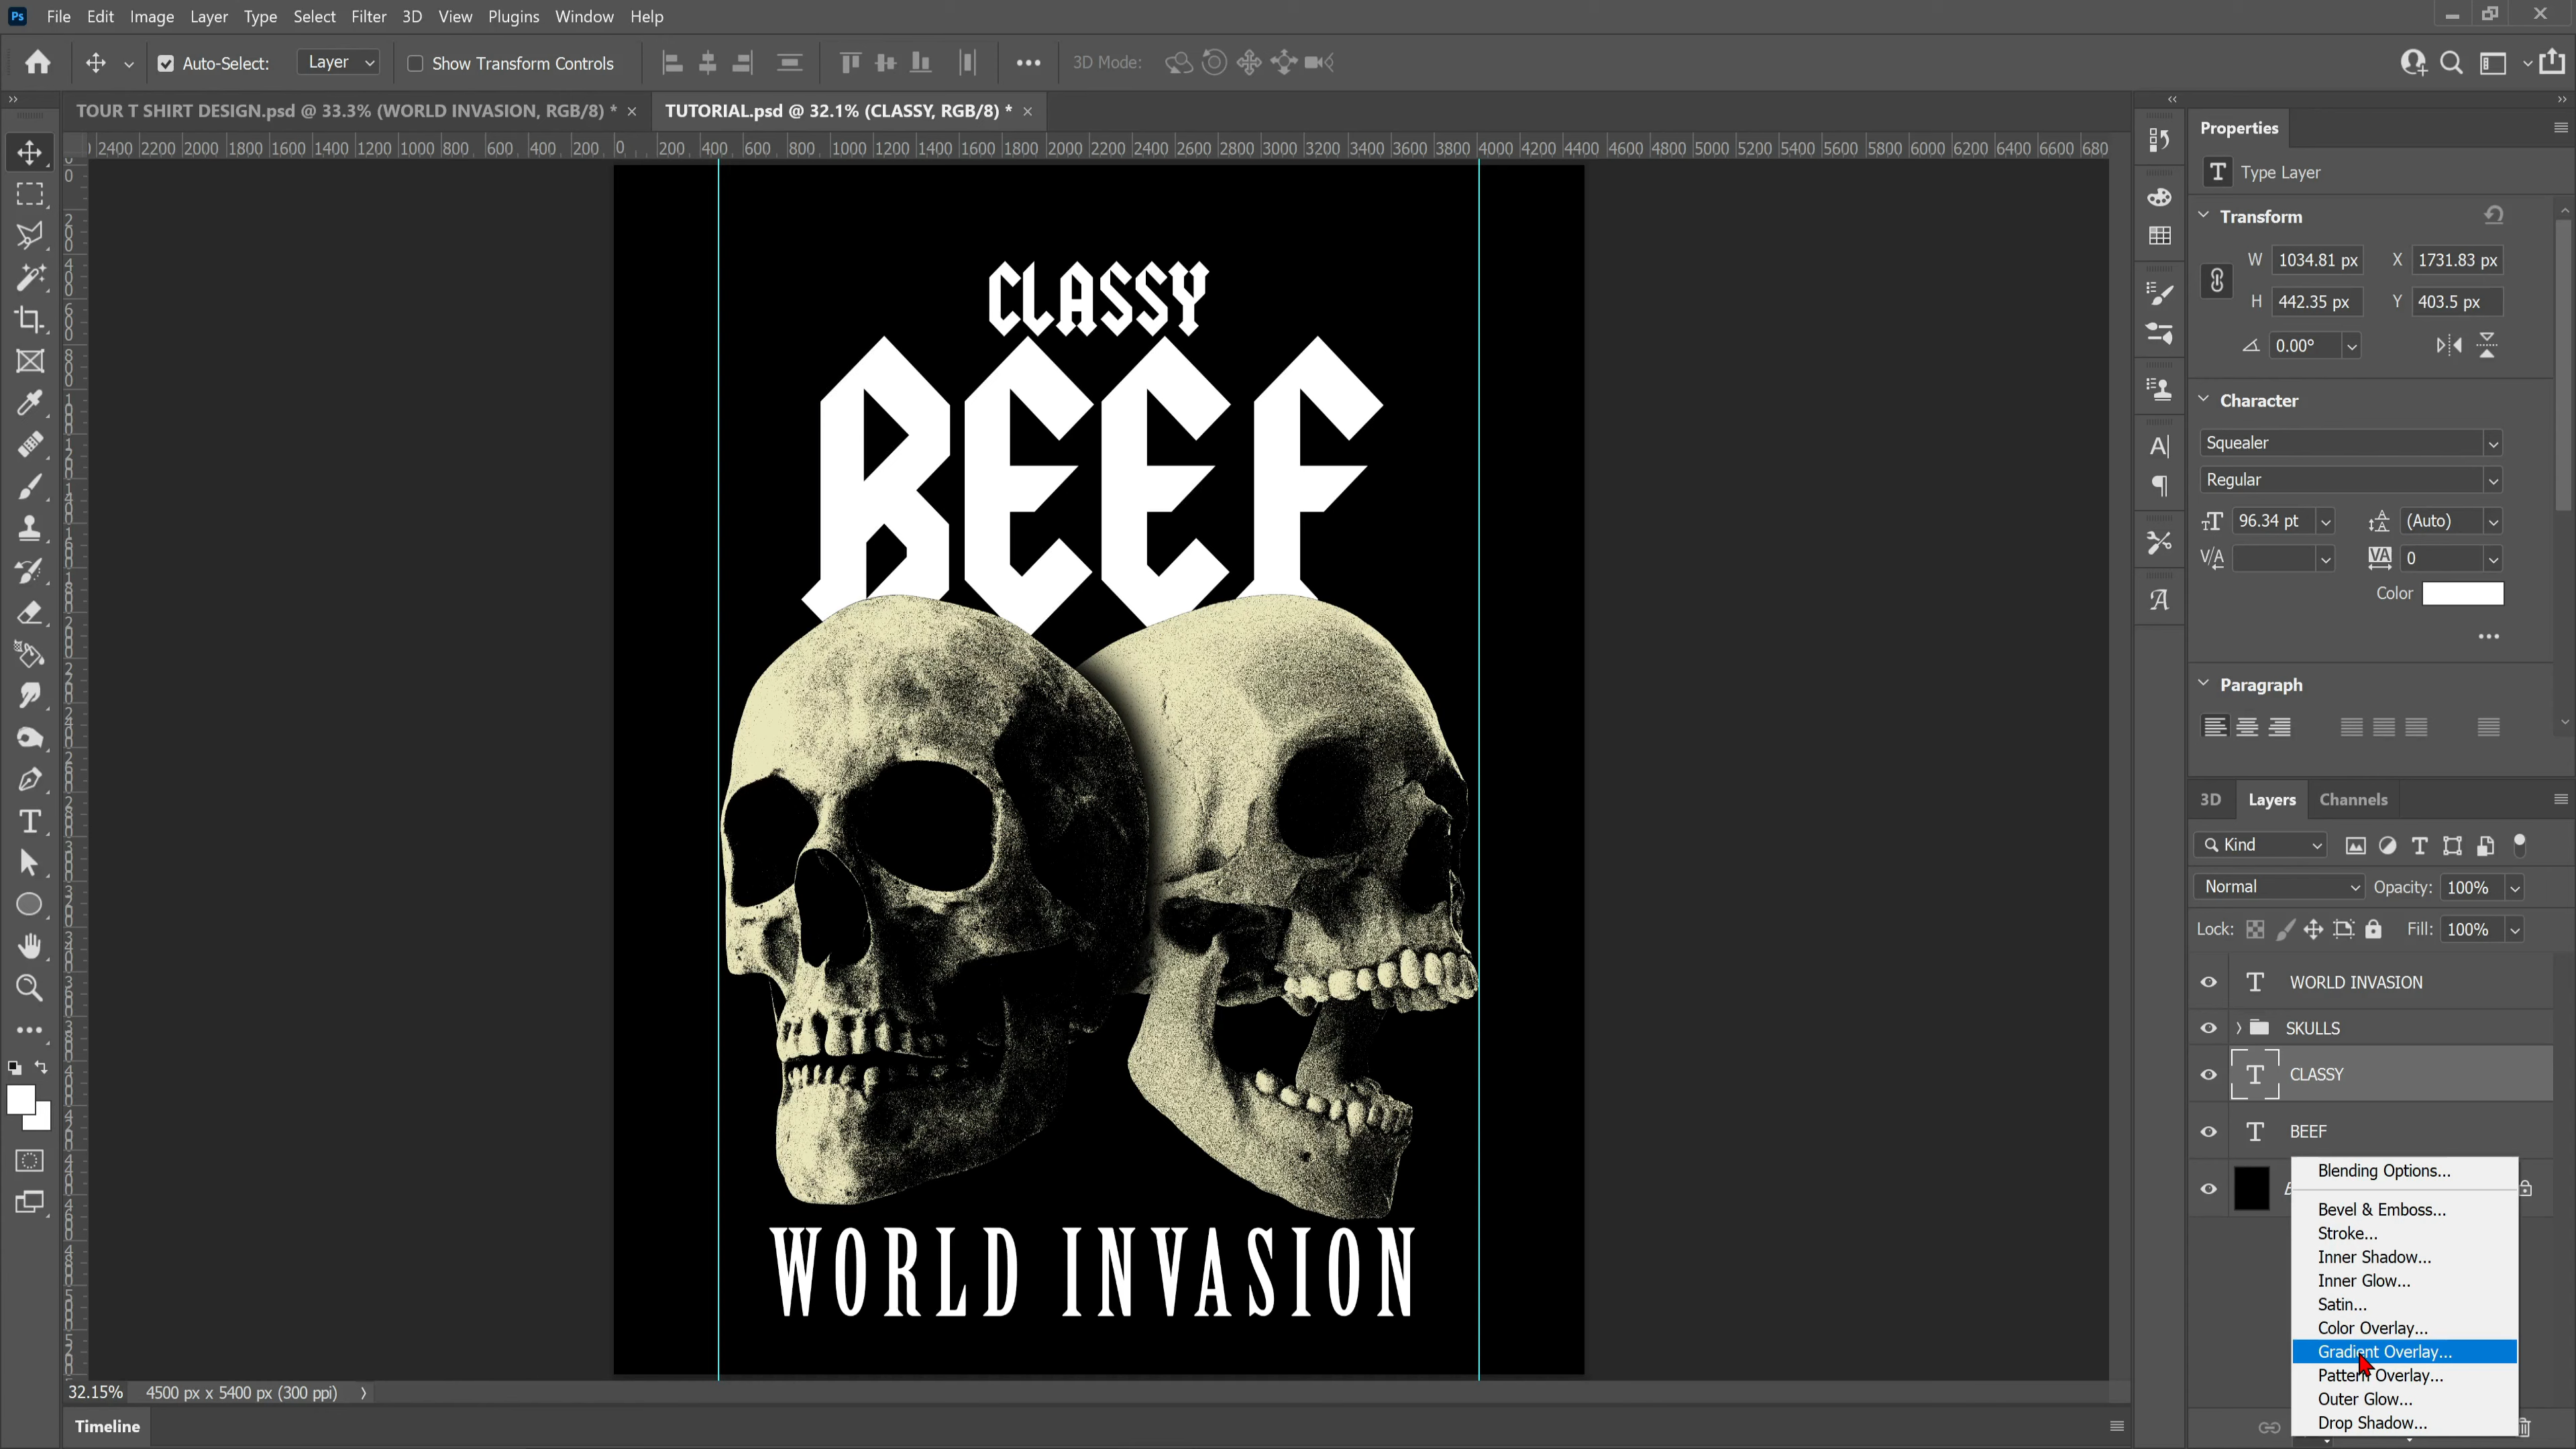 Ps File Edit Image Layer Type Select Filter 3D View Plugins Window Help
Auto-Select: Layer Show Transform Controls 3D Mode:
TOUR T SHIRT DESIGN.psd @ 33.3% (WORLD INVASION, RGB/8) * × TUTORIAL.psd @ 32.1% (CLASSY, RGB/8) * ×
2400 2200 2000 1800 1600 1400 1200 1000 800 600 400 200 0 200 400 600 800 1000 1200 1400 1600 1800 2000 2200 2400 2600 2800 3000 3200 3400 3600 3800 4000 4200 4400 4600 4800 5000 5200 5400 5600 5800 6000 6200 6400 6600 680
CLASSY
BEEF
WORLD INVASION
Properties
Type Layer
Transform
W 1034.81 px X 1731.83 px
H 442.35 px Y 403.5 px
0.00°
Character
Squealer
Regular
96.34 pt (Auto)
0
Color
Paragraph
3D Layers Channels
Kind
Normal Opacity: 100%
Lock: Fill: 100%
WORLD INVASION
SKULLS
CLASSY
BEEF
Blending Options...
Bevel & Emboss...
Stroke...
Inner Shadow...
Inner Glow...
Satin...
Color Overlay...
Gradient Overlay...
Pattern Overlay...
Outer Glow...
Drop Shadow...
32.15% 4500 px x 5400 px (300 ppi)
Timeline